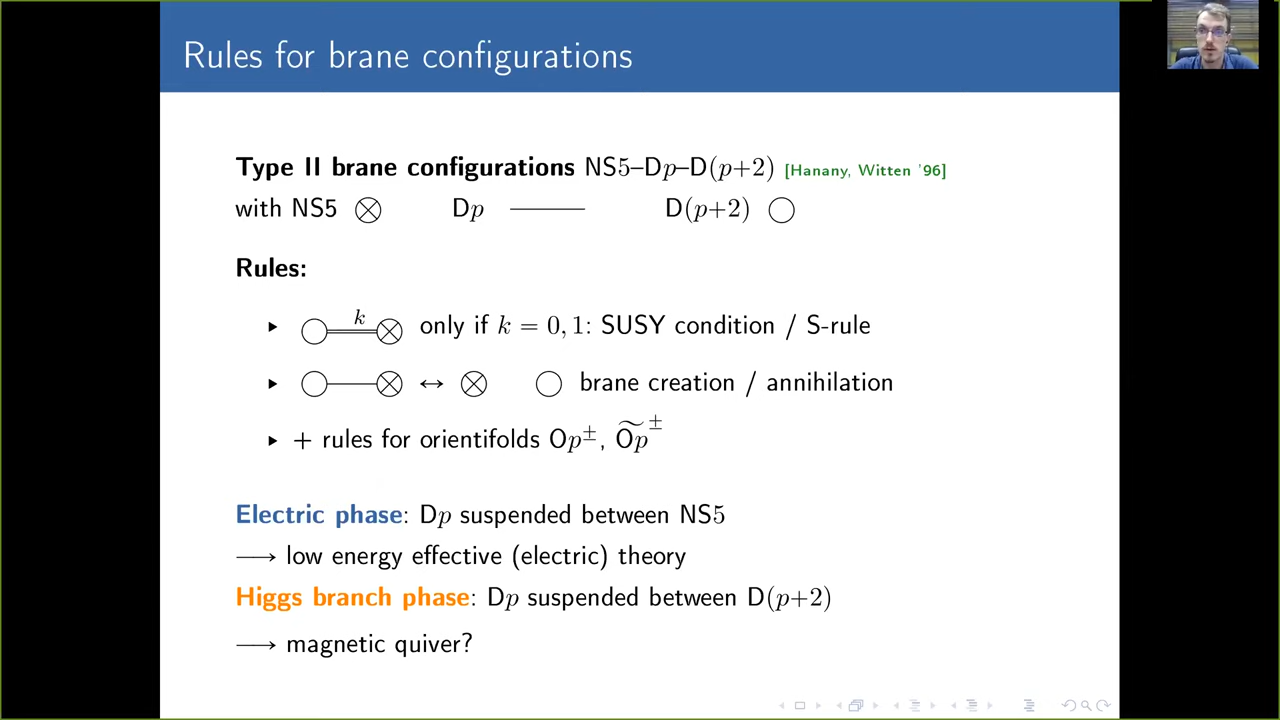 Rules for brane configurations
Type II brane configurations NS5–Dp–D(p+2) [Hanany, Witten '96]
with NS5 ⊗ Dp —— D(p+2) ○
Rules:
▸ ○=k=⊗ only if k = 0, 1: SUSY condition / S-rule
▸ ○—⊗ ↔ ⊗ ○ brane creation / annihilation
▸ + rules for orientifolds Op±, Õp±
Electric phase: Dp suspended between NS5
⟶ low energy effective (electric) theory
Higgs branch phase: Dp suspended between D(p+2)
⟶ magnetic quiver?